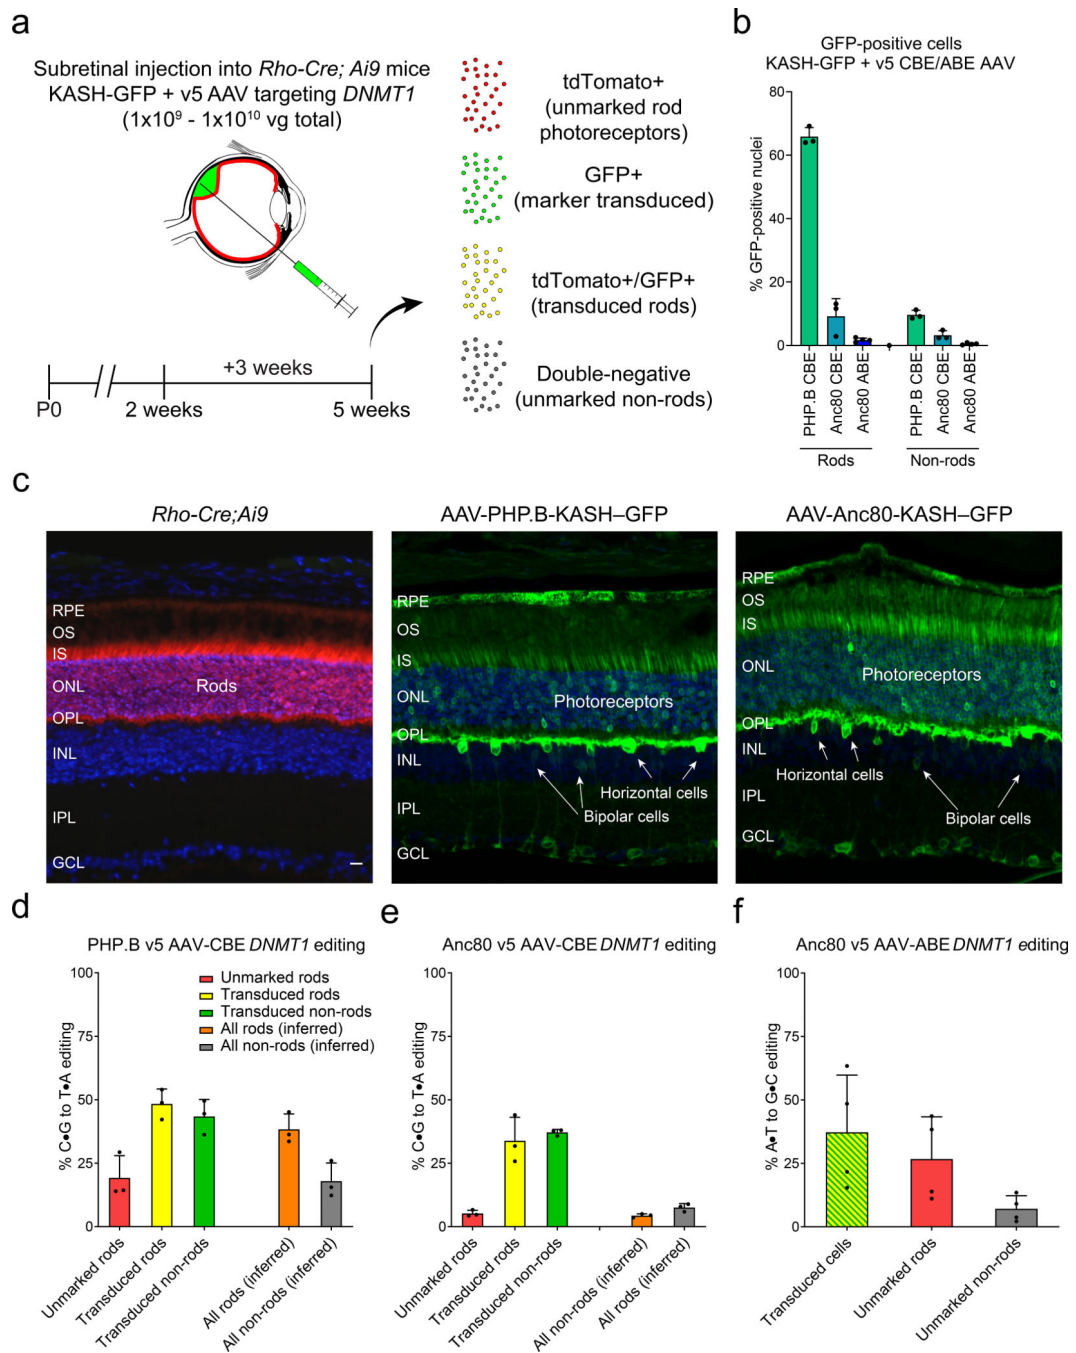 a
Subretinal injection into Rho-Cre; Ai9 mice
KASH-GFP + v5 AAV targeting DNMT1
(1x10⁹ - 1x10¹⁰ vg total)
P0
2 weeks
+3 weeks
5 weeks
tdTomato+
(unmarked rod
photoreceptors)
GFP+
(marker transduced)
tdTomato+/GFP+
(transduced rods)
Double-negative
(unmarked non-rods)
b
GFP-positive cells
KASH-GFP + v5 CBE/ABE AAV
% GFP-positive nuclei
80
60
40
20
0
PHP.B CBE
Anc80 CBE
Anc80 ABE
PHP.B CBE
Anc80 CBE
Anc80 ABE
Rods
Non-rods
c
Rho-Cre;Ai9
RPE
OS
IS
ONL
Rods
OPL
INL
IPL
GCL
AAV-PHP.B-KASH–GFP
RPE
OS
IS
ONL
Photoreceptors
OPL
INL
Horizontal cells
Bipolar cells
IPL
GCL
AAV-Anc80-KASH–GFP
RPE
OS
IS
ONL
Photoreceptors
OPL
INL
Horizontal cells
IPL
Bipolar cells
GCL
d
PHP.B v5 AAV-CBE DNMT1 editing
% C•G to T•A editing
100
75
50
25
0
Unmarked rods
Transduced rods
Transduced non-rods
All rods (inferred)
All non-rods (inferred)
Unmarked rods
Transduced rods
Transduced non-rods
All rods (inferred)
All non-rods (inferred)
e
Anc80 v5 AAV-CBE DNMT1 editing
% C•G to T•A editing
100
75
50
25
0
Unmarked rods
Transduced rods
Transduced non-rods
All non-rods (inferred)
All rods (inferred)
f
Anc80 v5 AAV-ABE DNMT1 editing
% A•T to G•C editing
100
75
50
25
0
Transduced cells
Unmarked rods
Unmarked non-rods